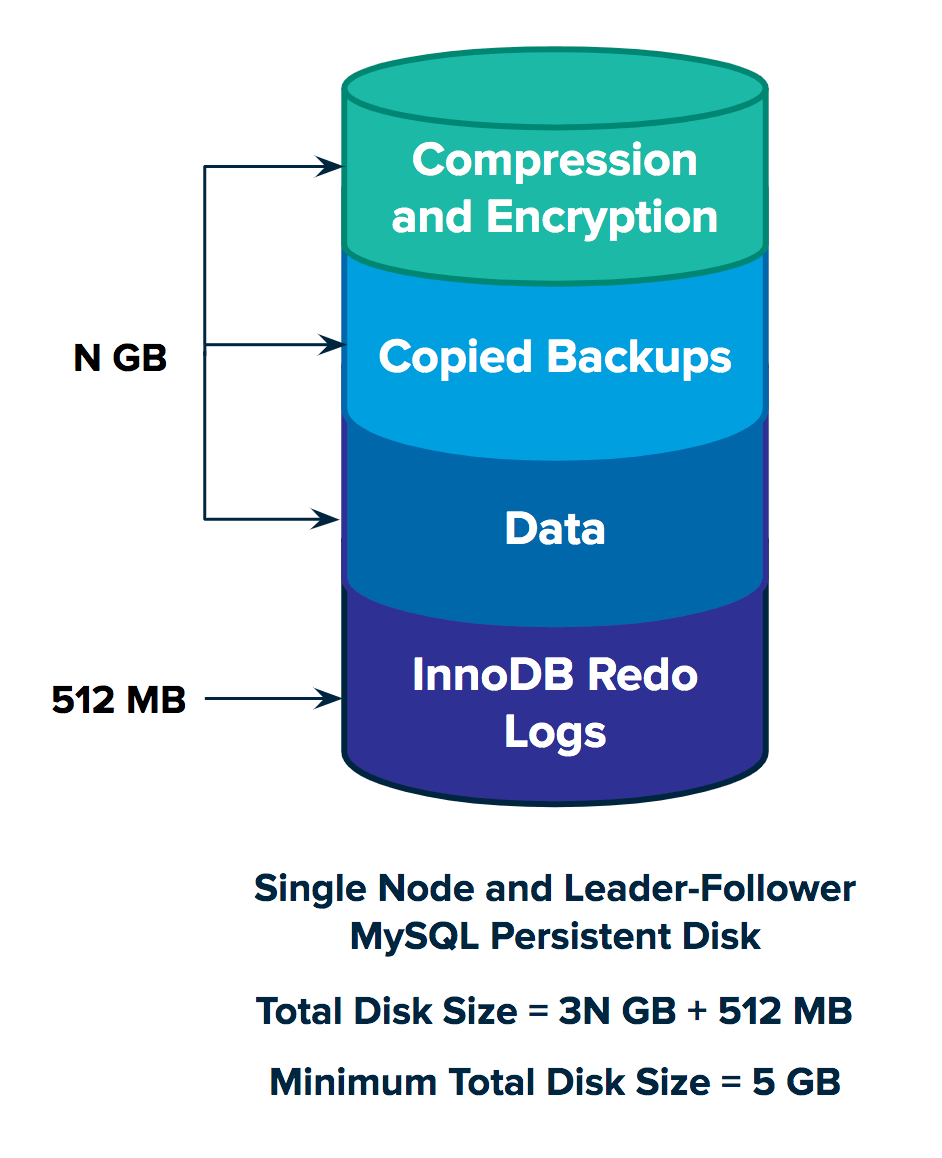 Compression
and Encryption
N GB
Copied Backups
Data
512 MB
InnoDB Redo
Logs
Single Node and Leader-Follower
MySQL Persistent Disk
Total Disk Size = 3N GB + 512 MB
Minimum Total Disk Size = 5 GB